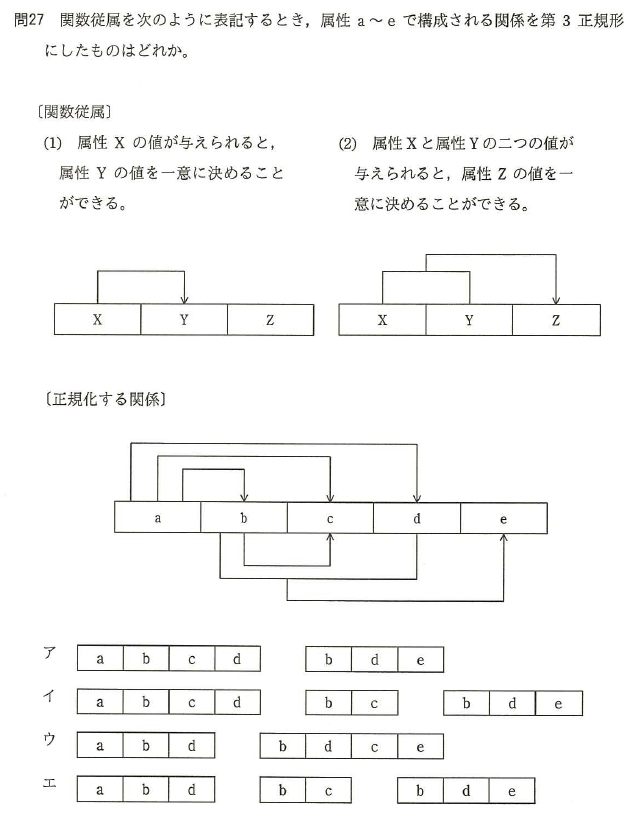 問27 関数従属を次のように表記するとき，属性 a～e で構成される関係を第 3 正規形
にしたものはどれか。
〔関数従属〕
(1) 属性 X の値が与えられると，
属性 Y の値を一意に決めること
ができる。
(2) 属性Xと属性Yの二つの値が
与えられると，属性 Z の値を一
意に決めることができる。
X Y Z
X Y Z
〔正規化する関係〕
a b c d e
ア a b c d b d e
イ a b c d b c b d e
ウ a b d b d c e
エ a b d b c b d e